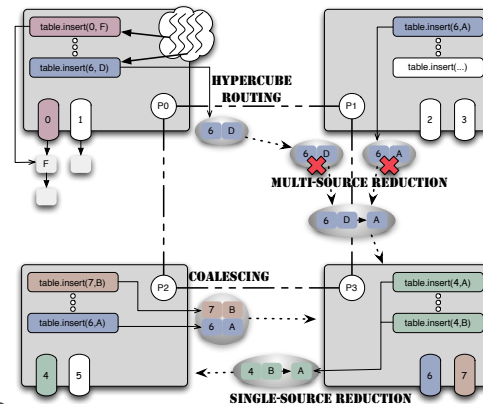 table.insert(0, F)
table.insert(6, D)
0
1
F
P0
HYPERCUBE
ROUTING
6 D
P1
table.insert(6,A)
table.insert(...)
2
3
6 D
6 A
MULTI-SOURCE REDUCTION
6 D A
P2
COALESCING
P3
table.insert(7,B)
table.insert(6,A)
7 B
6 A
4
5
table.insert(4,A)
table.insert(4,B)
4 B A
6
7
SINGLE-SOURCE REDUCTION